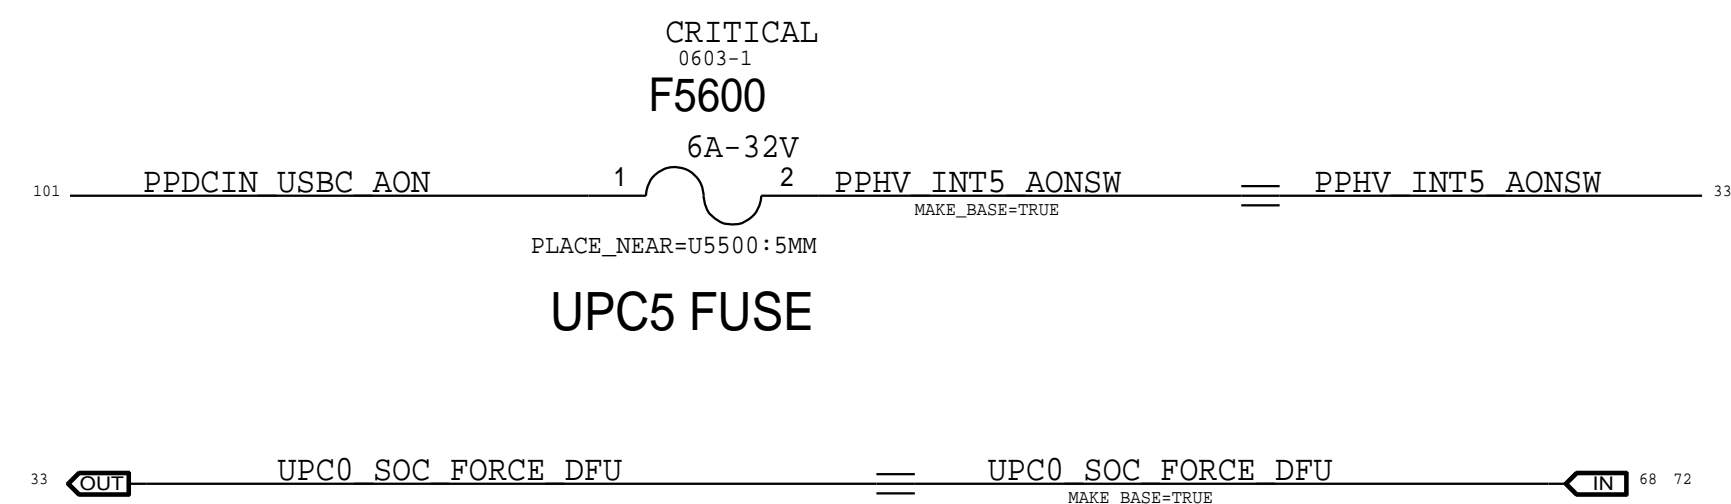 CRITICAL
0603-1
F5600
6A-32V
101 PPDCIN_USBC_AON 1 2 PPHV_INT5_AONSW PPHV_INT5_AONSW 33
MAKE_BASE=TRUE
PLACE_NEAR=U5500:5MM
UPC5 FUSE
33 OUT UPC0_SOC_FORCE_DFU UPC0_SOC_FORCE_DFU IN 68 72
MAKE_BASE=TRUE